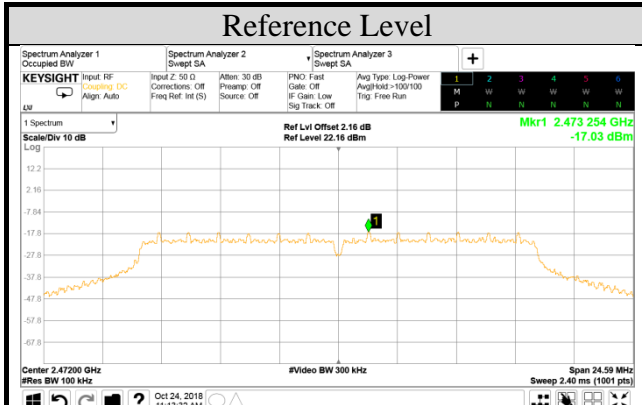 Reference Level
Spectrum Analyzer 1
Occupied BW
Spectrum Analyzer 2
Swept SA
Spectrum Analyzer 3
Swept SA
+
KEYSIGHT
Input: RF
Coupling: DC
Align: Auto
Input Z: 50 Ω
Corrections: Off
Freq Ref: Int (S)
Atten: 30 dB
Preamp: Off
Source: Off
PNO: Fast
Gate: Off
IF Gain: Low
Sig Track: Off
Avg Type: Log-Power
Avg|Hold:>100/100
Trig: Free Run
1 2 3 4 5 6
M W W W W W
P N N N N N
1 Spectrum
Scale/Div 10 dB
Ref Lvl Offset 2.16 dB
Ref Level 22.16 dBm
Mkr1 2.473 254 GHz
-17.03 dBm
Log
12.2
2.16
-7.84
-17.8
-27.8
-37.8
-47.8
-57.8
-67.8
1
Center 2.47200 GHz
#Res BW 100 kHz
#Video BW 300 kHz
Span 24.59 MHz
Sweep 2.40 ms (1001 pts)
?
Oct 24, 2018